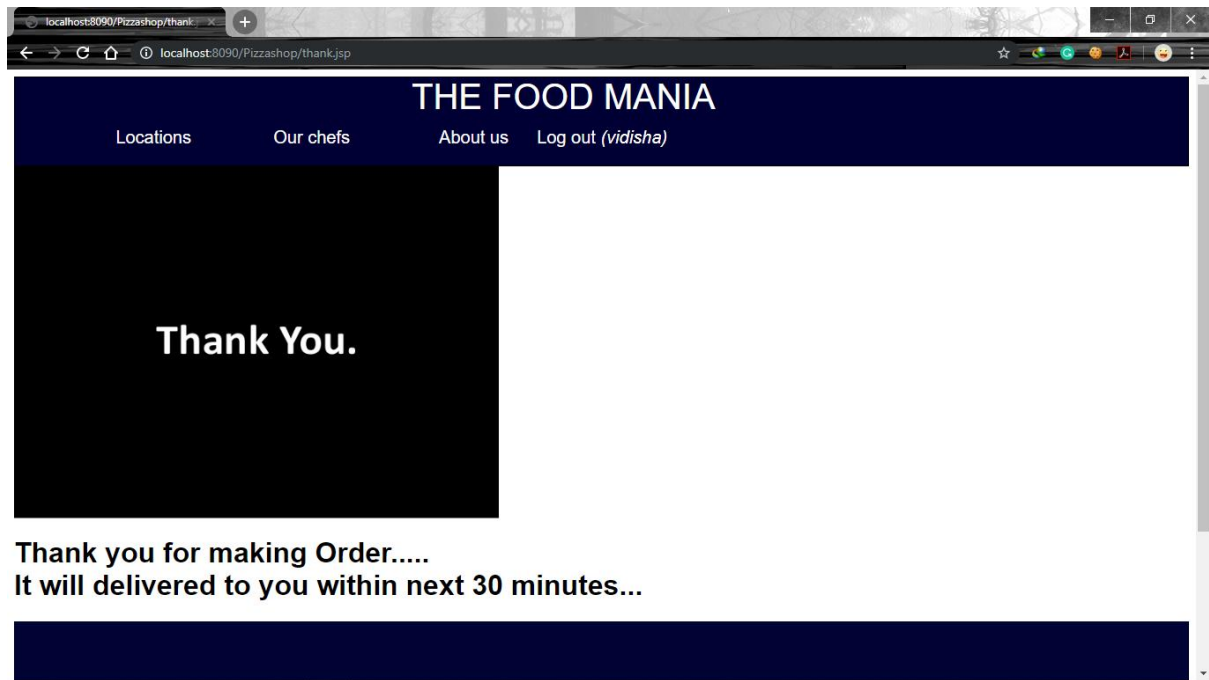 localhost:8090/Pizzashop/thank
localhost:8090/Pizzashop/thank.jsp
THE FOOD MANIA
Locations Our chefs About us Log out (vidisha)
Thank You.
Thank you for making Order.....
It will delivered to you within next 30 minutes...